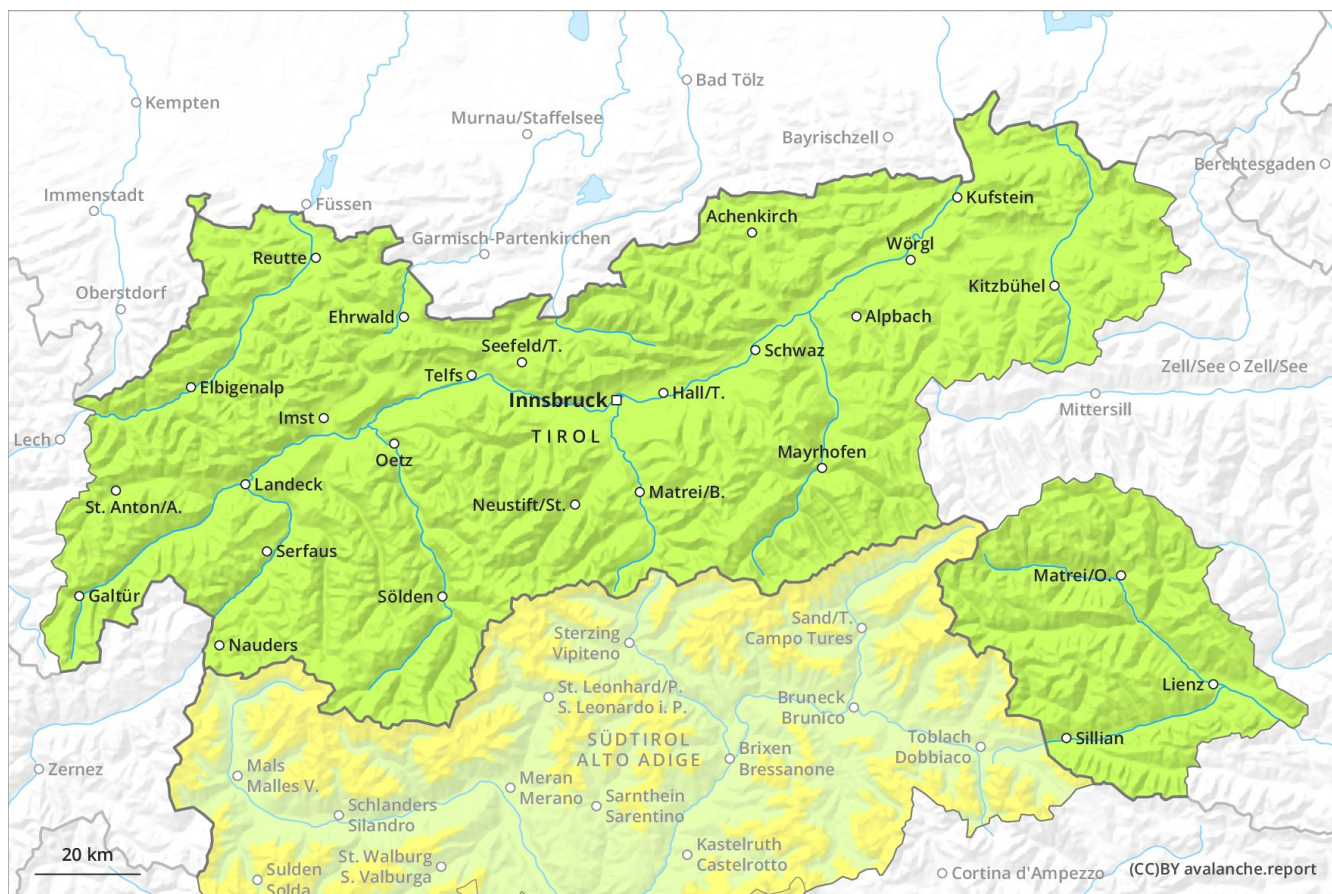 Kempten
Bad Tölz
Murnau/Staffelsee
Bayrischzell
Berchtesgaden
Immenstadt
Füssen
Kufstein
Achenkirch
Garmisch-Partenkirchen
Wörgl
Reutte
Oberstdorf
Kitzbühel
Ehrwald
Alpbach
Seefeld/T.
Schwaz
Telfs
Zell/See
Zell/See
Elbigenalp
Innsbruck
Hall/T.
Mittersill
Imst
TIROL
Lech
Oetz
Mayrhofen
Landeck
Matrei/B.
St. Anton/A.
Neustift/St.
Serfaus
Matrei/O.
Galtür
Sölden
Sand/T.
Campo Tures
Sterzing
Vipiteno
Nauders
Lienz
St. Leonhard/P.
S. Leonardo i. P.
Bruneck
Brunico
Sillian
SÜDTIROL
ALTO ADIGE
Toblach
Dobbiaco
Brixen
Bressanone
Zernez
Mals
Malles V.
Meran
Merano
Sarnthein
Sarentino
Schlanders
Silandro
Kastelruth
Castelrotto
20 km
St. Walburg
S. Valburga
Sulden
Solda
Cortina d'Ampezzo
(CC)BY avalanche.report